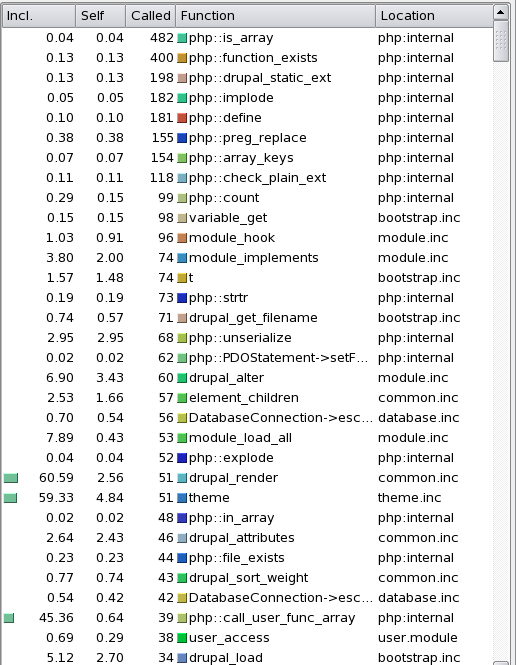 Incl. Self Called Function Location
0.04 0.04 482 php::is_array php:internal
0.13 0.13 400 php::function_exists php:internal
0.13 0.13 198 php::drupal_static_ext php:internal
0.05 0.05 182 php::implode php:internal
0.10 0.10 181 php::define php:internal
0.38 0.38 155 php::preg_replace php:internal
0.07 0.07 154 php::array_keys php:internal
0.11 0.11 118 php::check_plain_ext php:internal
0.29 0.15 99 php::count php:internal
0.15 0.15 98 variable_get bootstrap.inc
1.03 0.91 96 module_hook module.inc
3.80 2.00 74 module_implements module.inc
1.57 1.48 74 t bootstrap.inc
0.19 0.19 73 php::strtr php:internal
0.74 0.57 71 drupal_get_filename bootstrap.inc
2.95 2.95 68 php::unserialize php:internal
0.02 0.02 62 php::PDOStatement->setF... php:internal
6.90 3.43 60 drupal_alter module.inc
2.53 1.66 57 element_children common.inc
0.70 0.54 56 DatabaseConnection->esc... database.inc
7.89 0.43 53 module_load_all module.inc
0.04 0.04 52 php::explode php:internal
60.59 2.56 51 drupal_render common.inc
59.33 4.84 51 theme theme.inc
0.02 0.02 48 php::in_array php:internal
2.64 2.43 46 drupal_attributes common.inc
0.23 0.23 44 php::file_exists php:internal
0.77 0.74 43 drupal_sort_weight common.inc
0.54 0.42 42 DatabaseConnection->esc... database.inc
45.36 0.64 39 php::call_user_func_array php:internal
0.69 0.29 38 user_access user.module
5.12 2.70 34 drupal_load bootstrap.inc